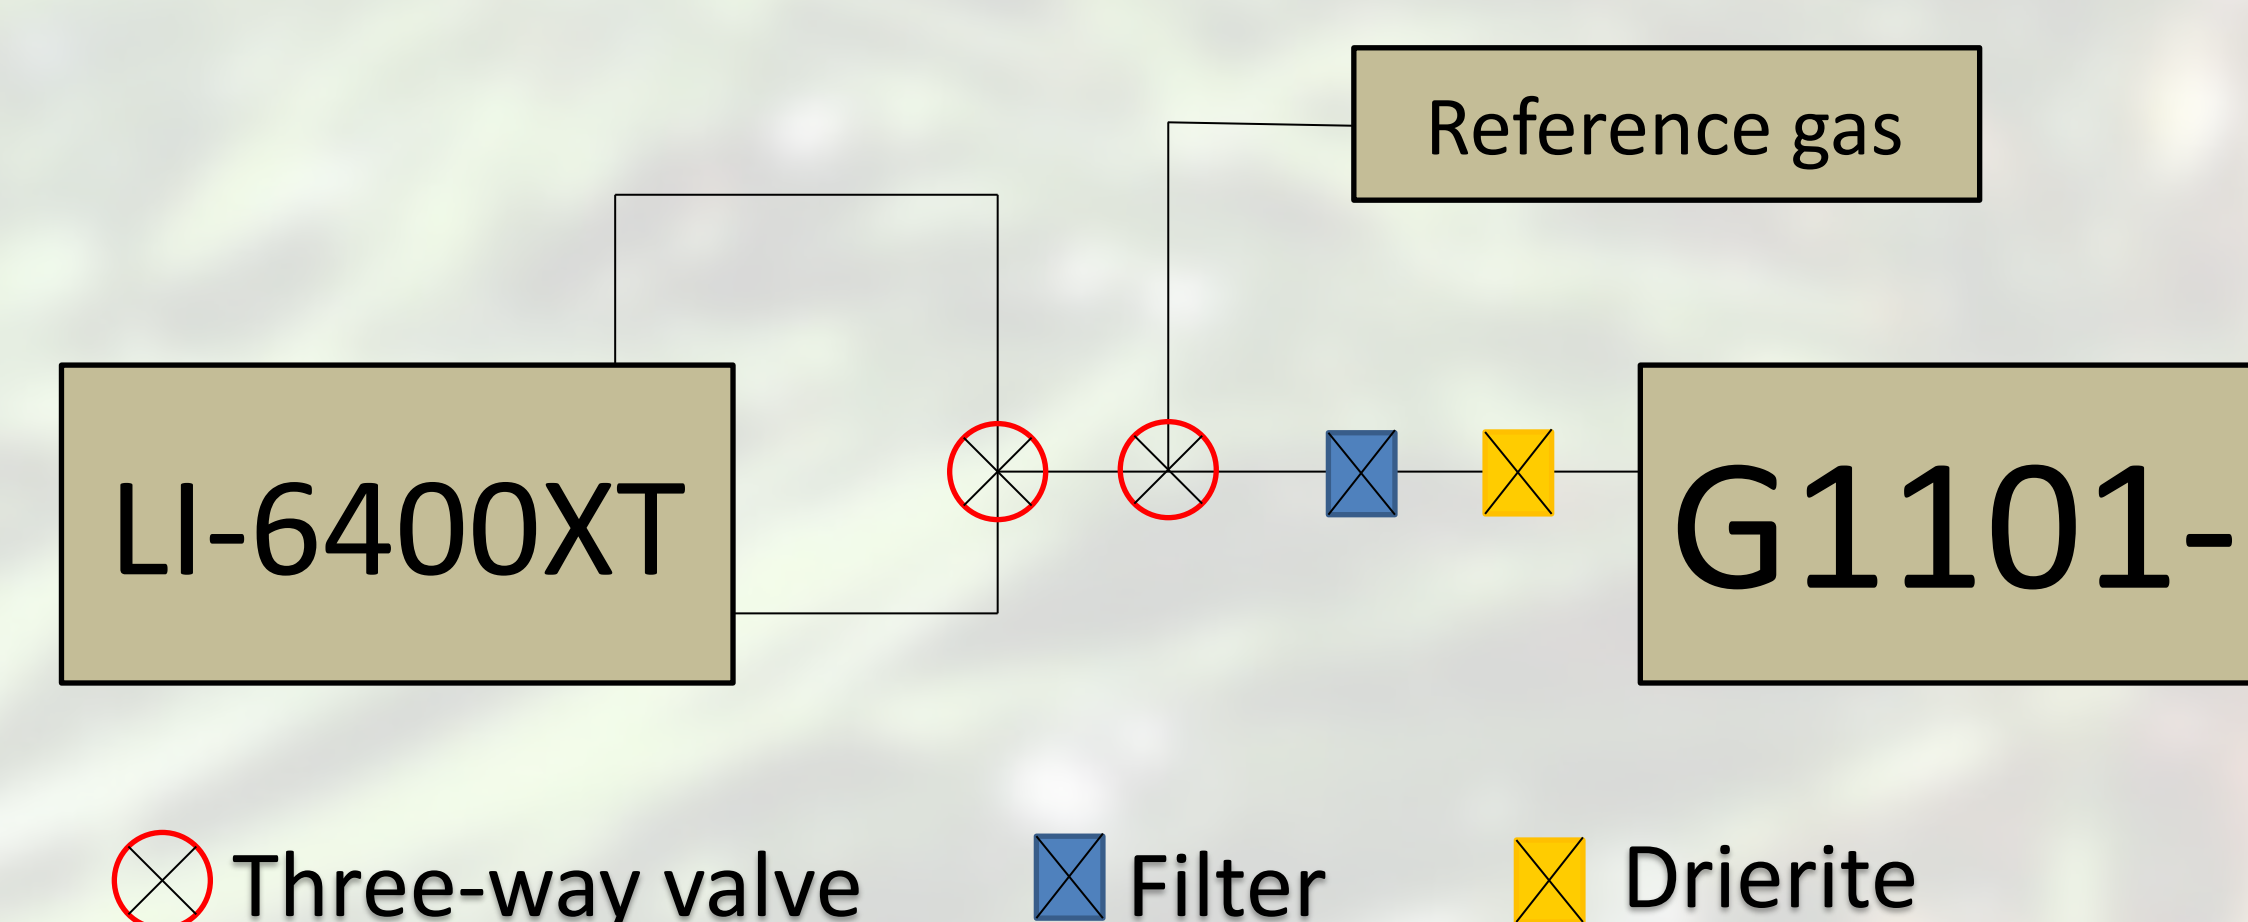 Reference gas
LI-6400XT
G1101-
Three-way valve
Filter
Drierite